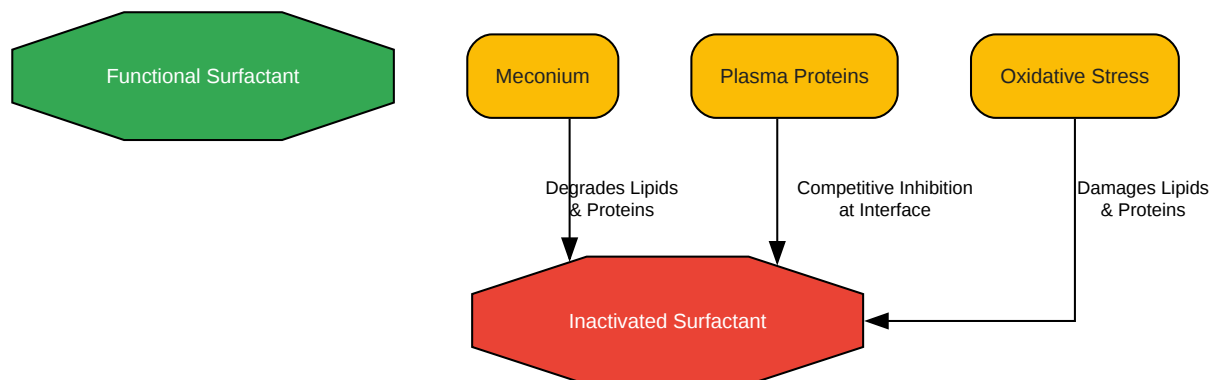 Functional Surfactant
Meconium
Plasma Proteins
Oxidative Stress
Degrades Lipids
& Proteins
Competitive Inhibition
at Interface
Damages Lipids
& Proteins
Inactivated Surfactant